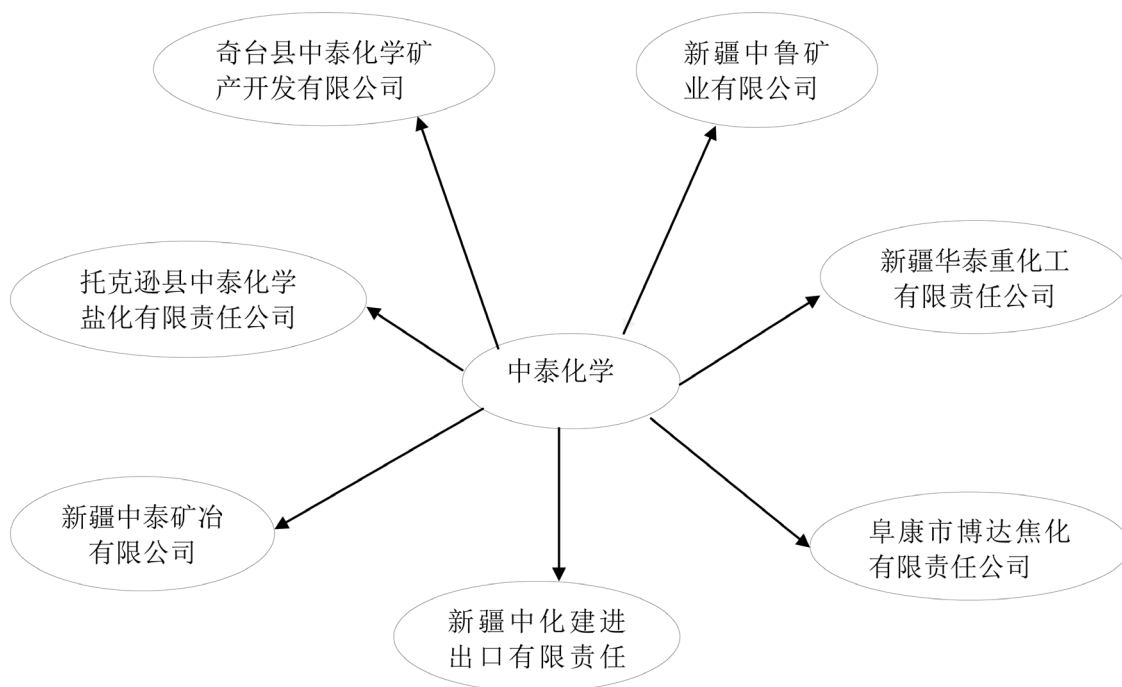 奇台县中泰化学矿
产开发有限公司
新疆中鲁矿
业有限公司
托克逊县中泰化学
盐化有限责任公司
新疆华泰重化工
有限责任公司
中泰化学
新疆中泰矿冶
有限公司
阜康市博达焦化
有限责任公司
新疆中化建进
出口有限责任